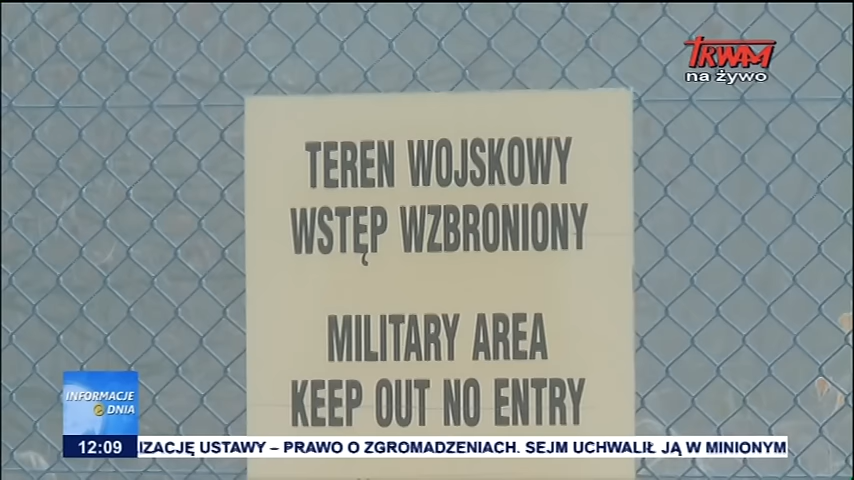 TRWAM
na żywo
TEREN WOJSKOWY
WSTĘP WZBRONIONY
MILITARY AREA
KEEP OUT NO ENTRY
INFORMACJE
DNIA
12:09
IZACJĘ USTAWY – PRAWO O ZGROMADZENIACH. SEJM UCHWALIŁ JĄ W MINIONYM